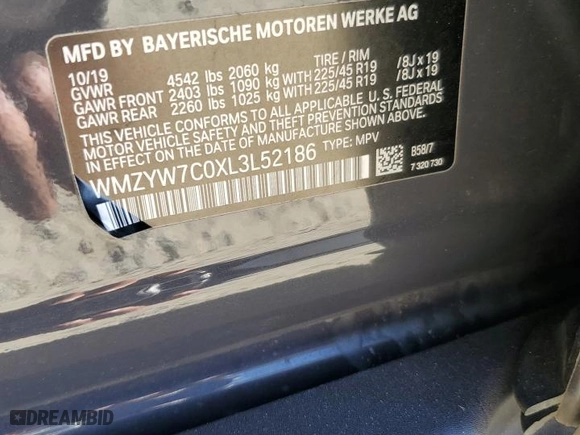 MFD BY BAYERISCHE MOTOREN WERKE AG
10/19 TIRE / RIM
GVWR 4542 lbs 2060 kg
GAWR FRONT 2403 lbs 1090 kg WITH 225/45 R19 /8J x 19
GAWR REAR 2260 lbs 1025 kg WITH 225/45 R19 /8J x 19
THIS VEHICLE CONFORMS TO ALL APPLICABLE U.S. FEDERAL
MOTOR VEHICLE SAFETY STANDARDS IN EFFECT
ON THE DATE OF MANUFACTURE SHOWN ABOVE.
WMZYW7C0XL3L52186 TYPE: MPV
B58/7
7 320 730
DREAMBID